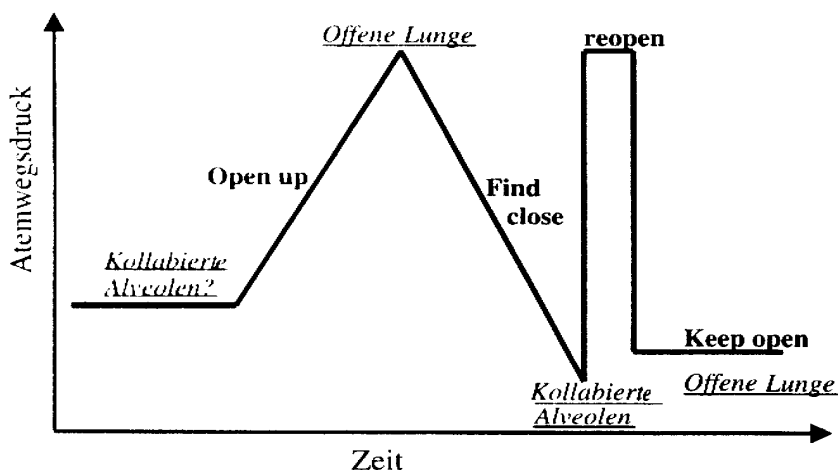 Offene Lunge
reopen
Open up
Find
close
Kollabierte
Alveolen?
Keep open
Offene Lunge
Kollabierte
Alveolen
Atemwegsdruck
Zeit